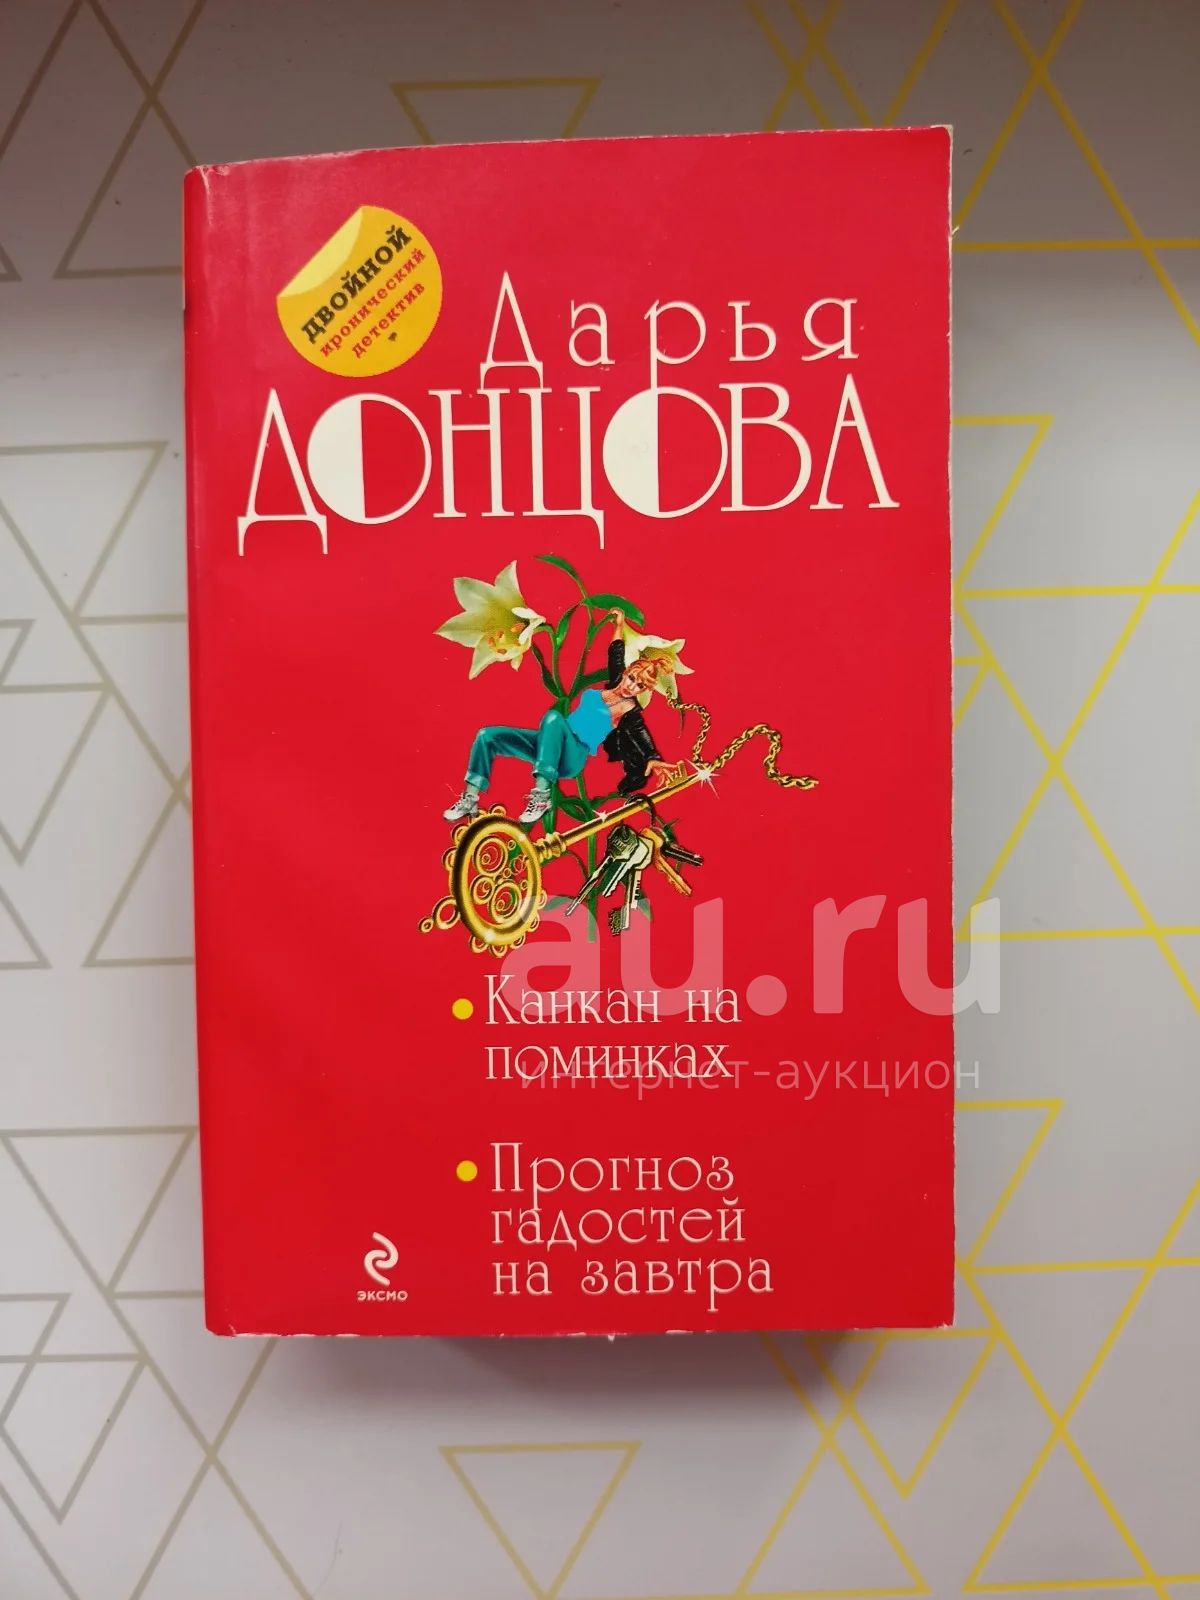 ДВОЙНОЙ
иронический
детектив
Дарья
ДОНЦОВА
au.ru
интернет-аукцион
• Канкан на
поминках
• Прогноз
гадостей
на завтра
ЭКСМО